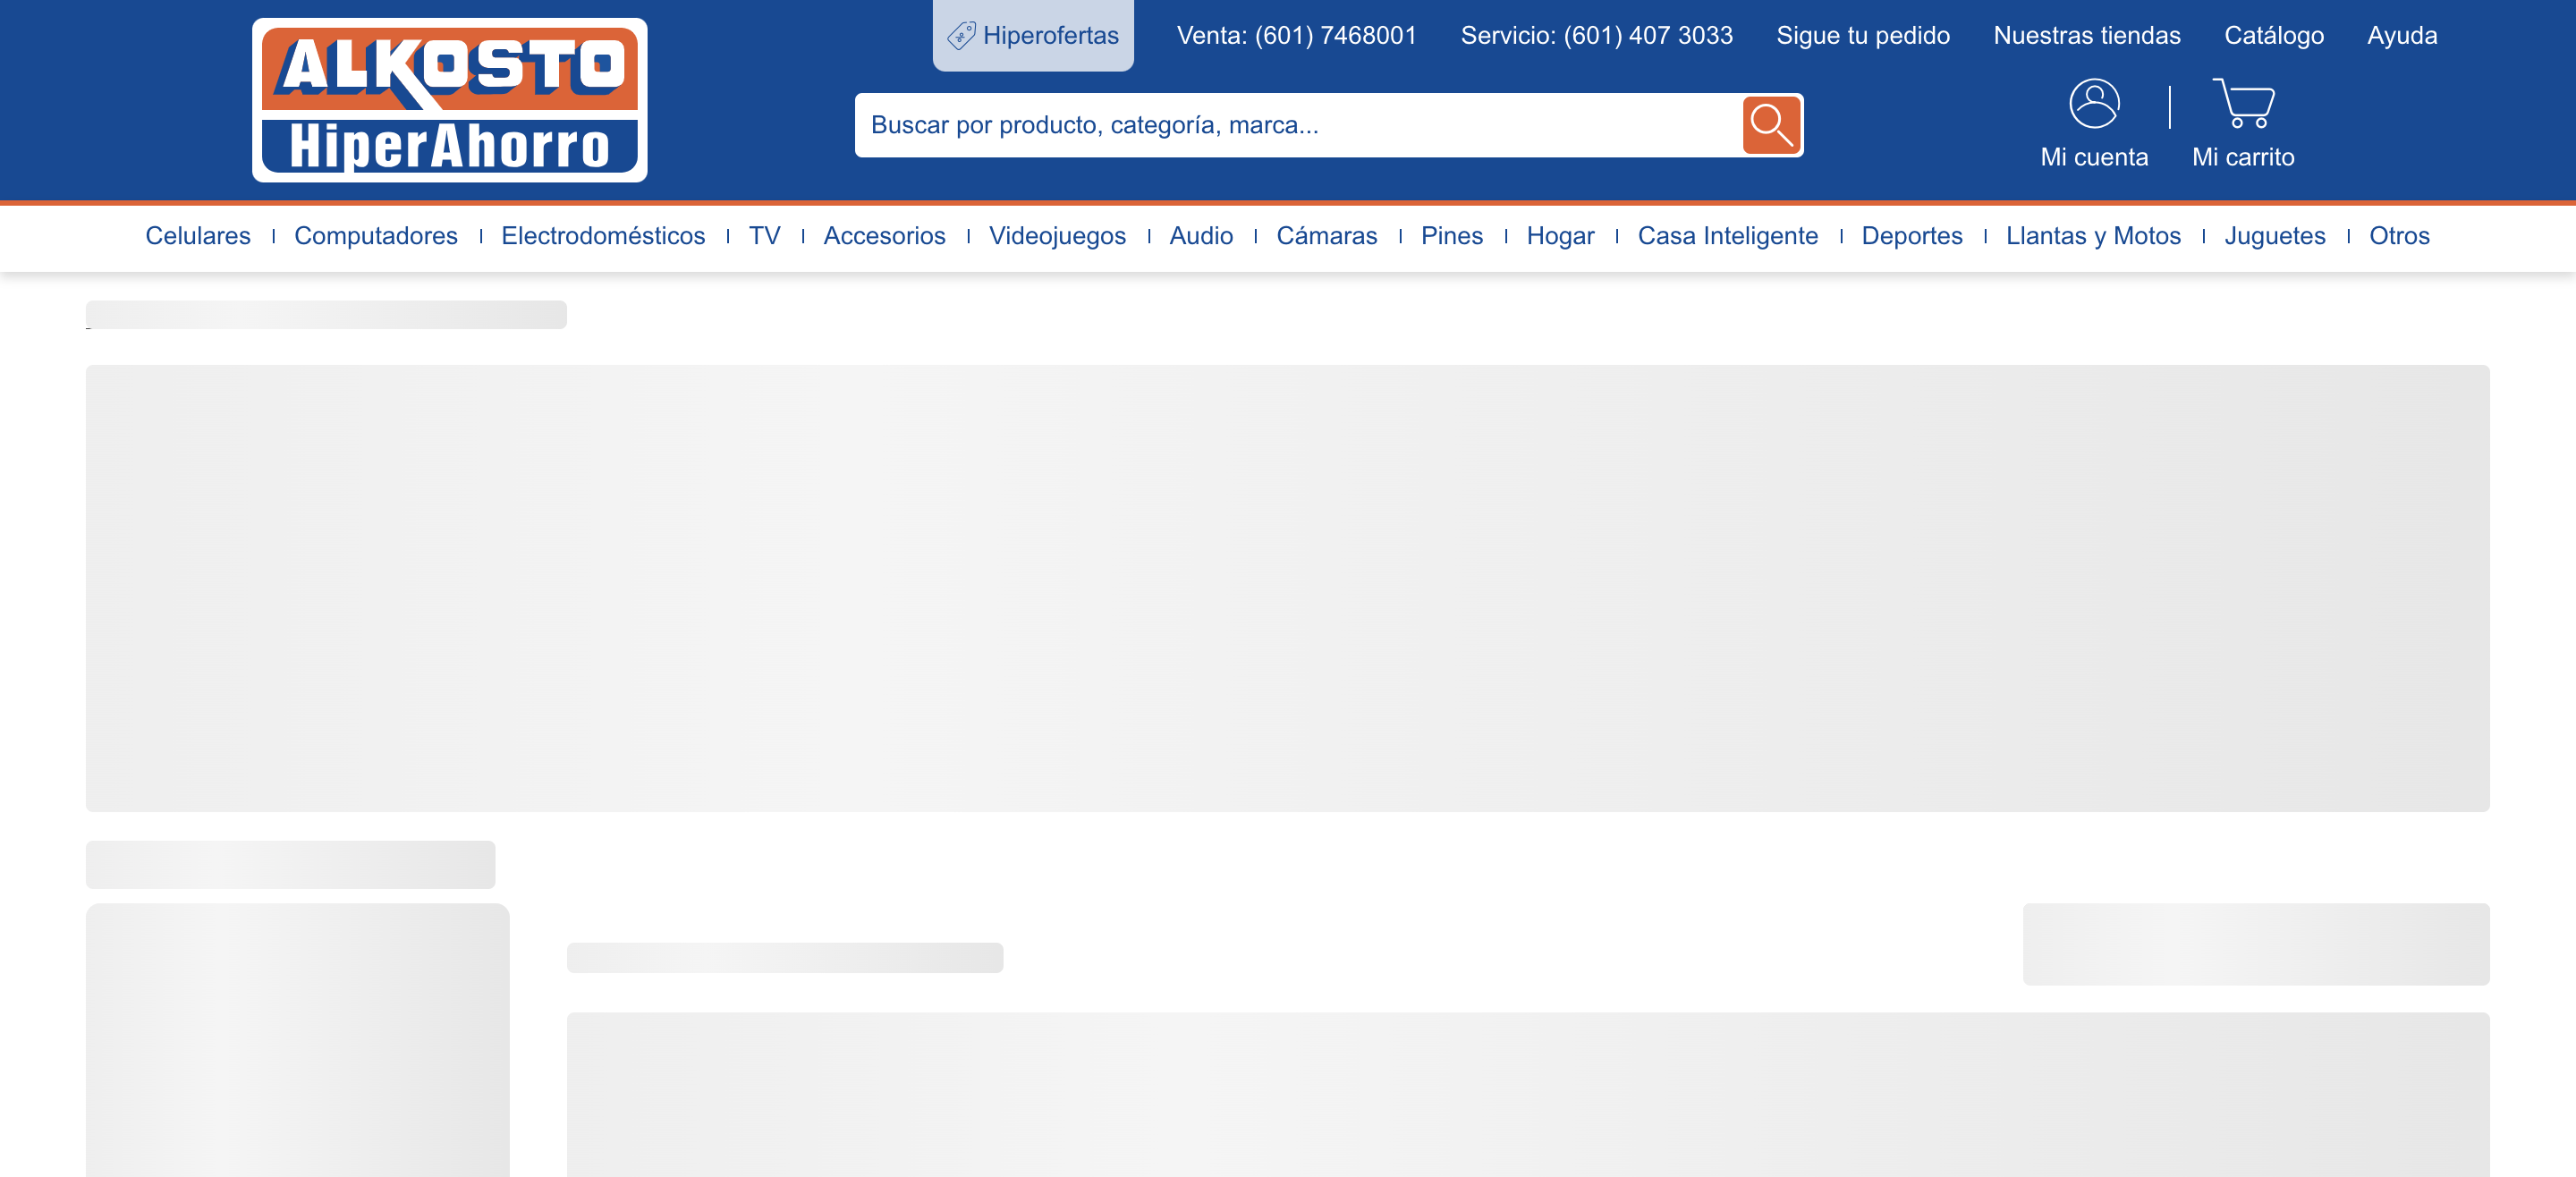 ALKOSTO
HiperAhorro
Hiperofertas
Venta: (601) 7468001
Servicio: (601) 407 3033
Sigue tu pedido
Nuestras tiendas
Catálogo
Ayuda
Buscar por producto, categoría, marca...
Mi cuenta
Mi carrito
Celulares
Computadores
Electrodomésticos
TV
Accesorios
Videojuegos
Audio
Cámaras
Pines
Hogar
Casa Inteligente
Deportes
Llantas y Motos
Juguetes
Otros